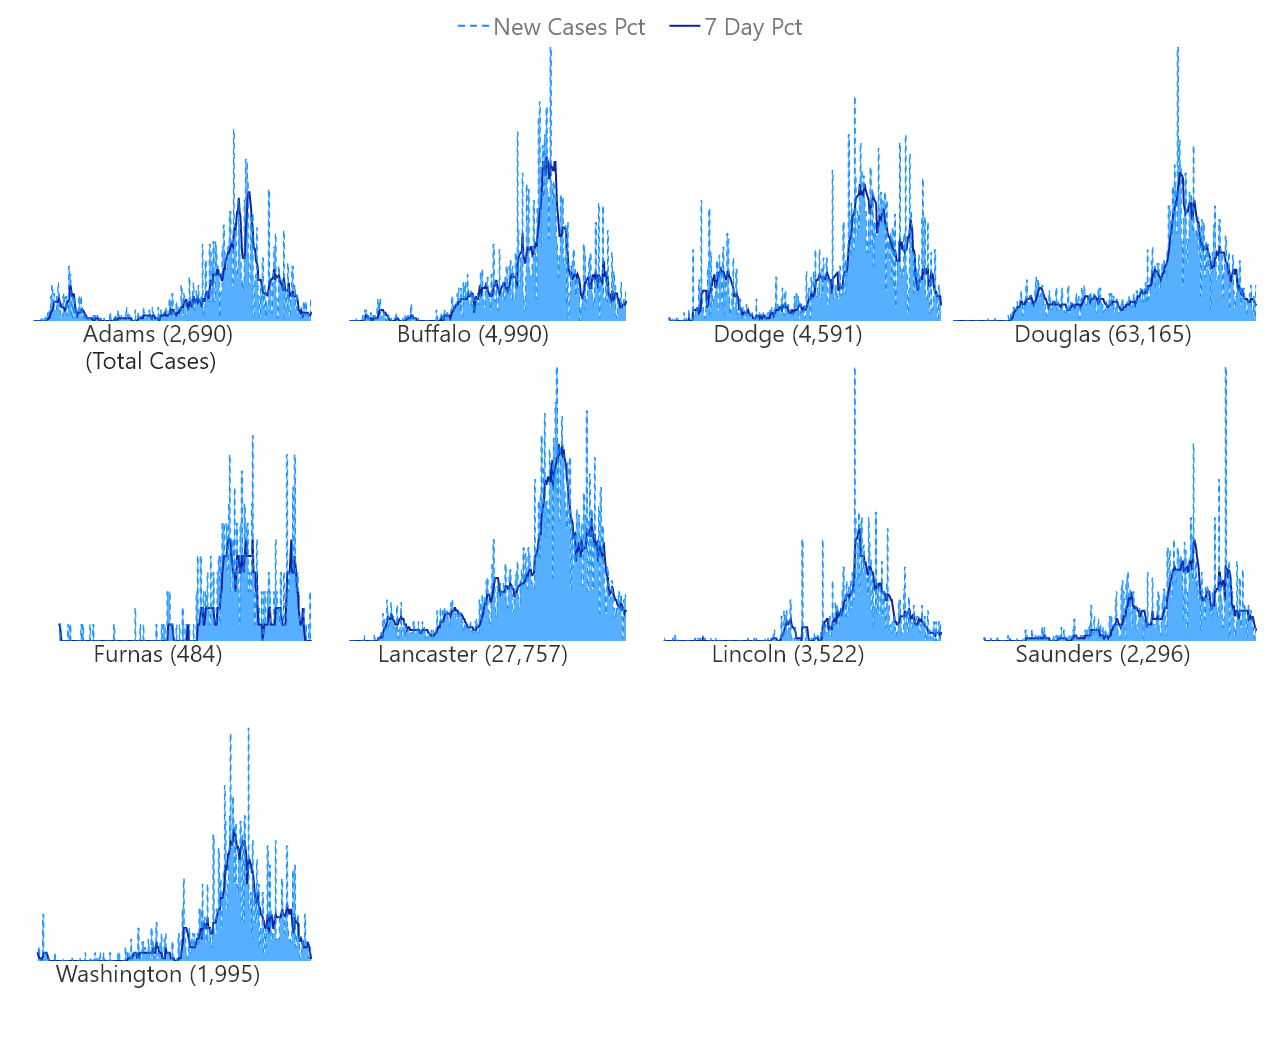 New Cases Pct 7 Day Pct
Adams (2,690)
(Total Cases)
Buffalo (4,990)
Dodge (4,591)
Douglas (63,165)
Furnas (484)
Lancaster (27,757)
Lincoln (3,522)
Saunders (2,296)
Washington (1,995)